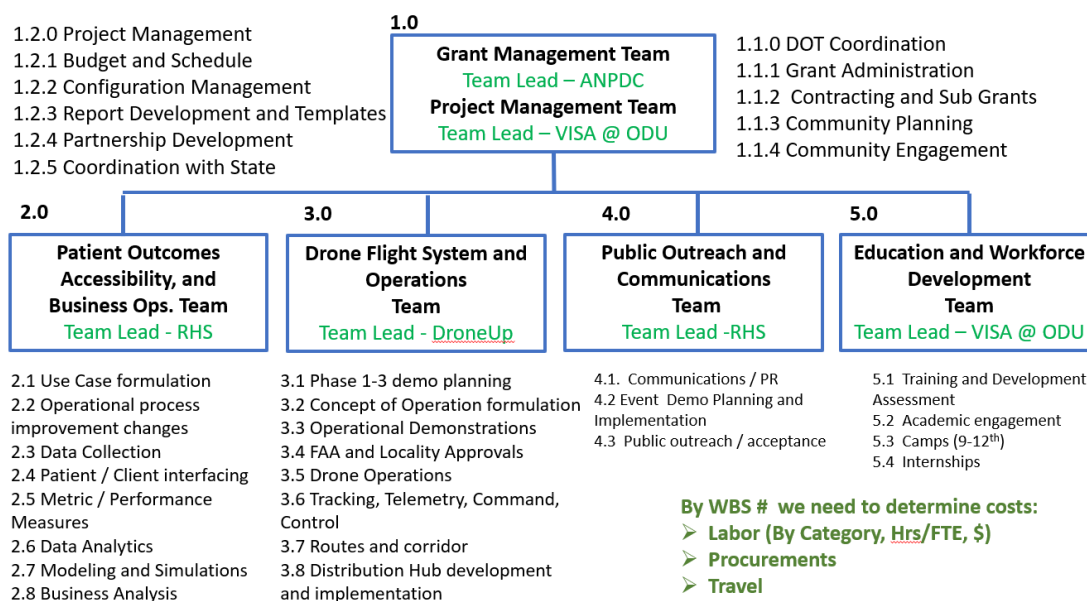 1.0
1.2.0 Project Management
1.2.1 Budget and Schedule
1.2.2 Configuration Management
1.2.3 Report Development and Templates
1.2.4 Partnership Development
1.2.5 Coordination with State
Grant Management Team
Team Lead – ANPDC
Project Management Team
Team Lead – VISA @ ODU
1.1.0 DOT Coordination
1.1.1 Grant Administration
1.1.2 Contracting and Sub Grants
1.1.3 Community Planning
1.1.4 Community Engagement
2.0
Patient Outcomes
Accessibility, and
Business Ops. Team
Team Lead - RHS
3.0
Drone Flight System and
Operations
Team
Team Lead - DroneUp
4.0
Public Outreach and
Communications
Team
Team Lead -RHS
5.0
Education and Workforce
Development
Team
Team Lead – VISA @ ODU
2.1 Use Case formulation
2.2 Operational process
improvement changes
2.3 Data Collection
2.4 Patient / Client interfacing
2.5 Metric / Performance
Measures
2.6 Data Analytics
2.7 Modeling and Simulations
2.8 Business Analysis
3.1 Phase 1-3 demo planning
3.2 Concept of Operation formulation
3.3 Operational Demonstrations
3.4 FAA and Locality Approvals
3.5 Drone Operations
3.6 Tracking, Telemetry, Command,
Control
3.7 Routes and corridor
3.8 Distribution Hub development
and implementation
4.1. Communications / PR
4.2 Event Demo Planning and
Implementation
4.3 Public outreach / acceptance
5.1 Training and Development
Assessment
5.2 Academic engagement
5.3 Camps (9-12th)
5.4 Internships
By WBS # we need to determine costs:
➢ Labor (By Category, Hrs/FTE, $)
➢ Procurements
➢ Travel